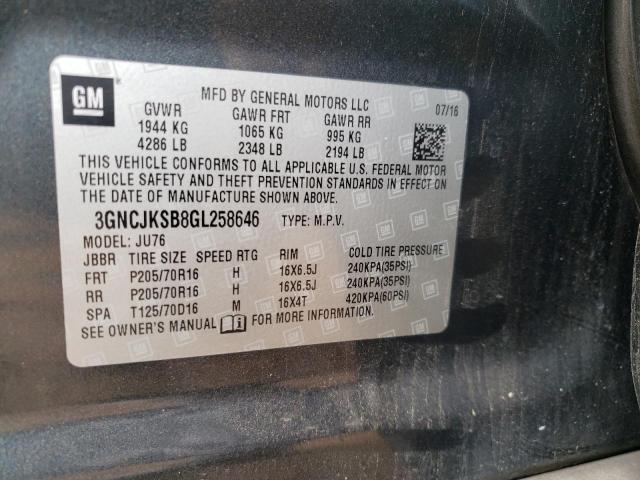 GM
MFD BY GENERAL MOTORS LLC
07/16
GVWR GAWR FRT GAWR RR
1944 KG 1065 KG 995 KG
4286 LB 2348 LB 2194 LB
THIS VEHICLE CONFORMS TO ALL APPLICABLE U.S. FEDERAL MOTOR
VEHICLE SAFETY AND THEFT PREVENTION STANDARDS IN EFFECT ON
THE DATE OF MANUFACTURE SHOWN ABOVE.
3GNCJKSB8GL258646 TYPE: M.P.V.
MODEL: JU76
JBBR TIRE SIZE SPEED RTG RIM COLD TIRE PRESSURE
FRT P205/70R16 H 16X6.5J 240KPA(35PSI)
RR P205/70R16 H 16X6.5J 240KPA(35PSI)
SPA T125/70D16 M 16X4T 420KPA(60PSI)
SEE OWNER'S MANUAL FOR MORE INFORMATION.